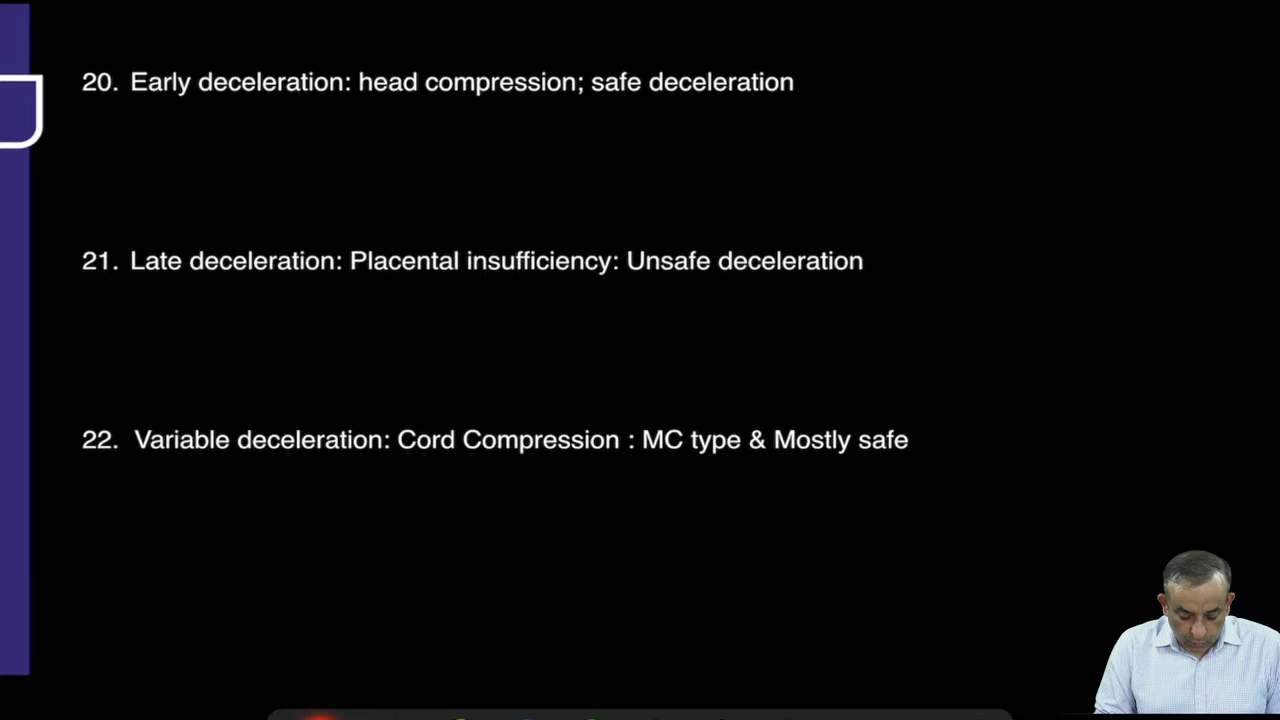 20. Early deceleration: head compression; safe deceleration
21. Late deceleration: Placental insufficiency: Unsafe deceleration
22. Variable deceleration: Cord Compression : MC type & Mostly safe